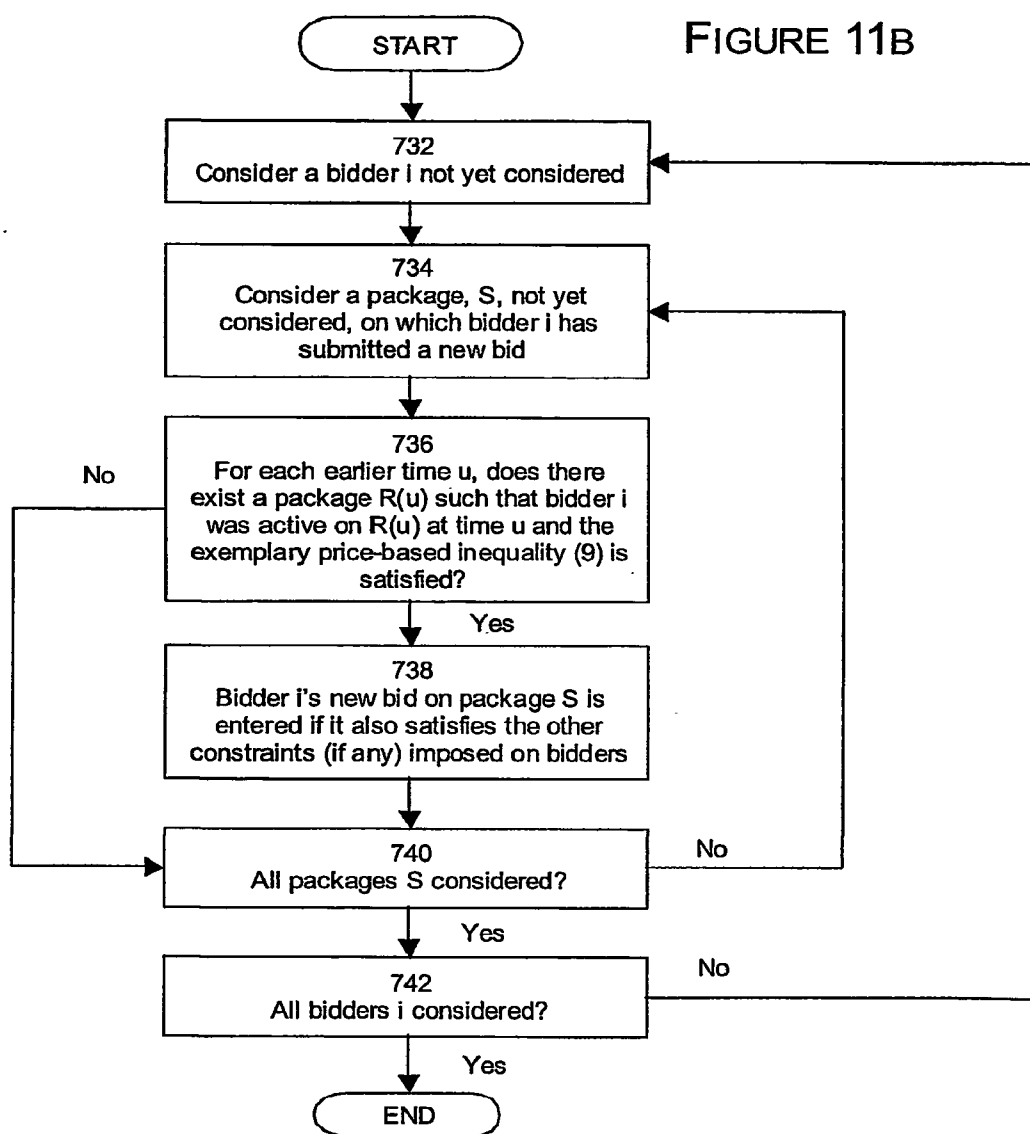 START
FIGURE 11B
732
Consider a bidder i not yet considered
734
Consider a package, S, not yet
considered, on which bidder i has
submitted a new bid
736
For each earlier time u, does there
exist a package R(u) such that bidder i
was active on R(u) at time u and the
exemplary price-based inequality (9) is
satisfied?
No
Yes
738
Bidder i's new bid on package S is
entered if it also satisfies the other
constraints (if any) imposed on bidders
740
All packages S considered?
No
Yes
742
All bidders i considered?
No
Yes
END